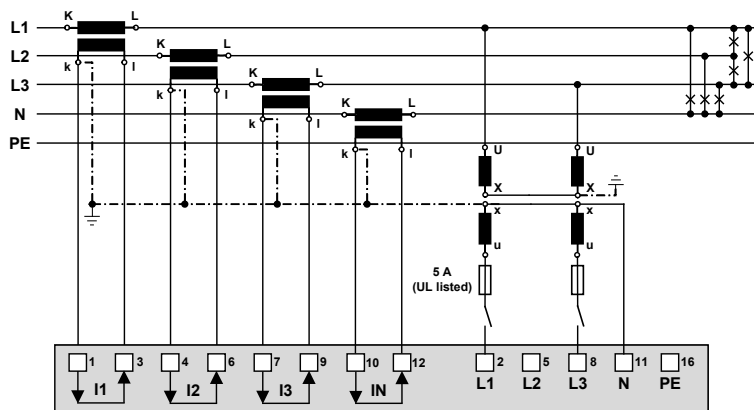 L1 K L
L2 k l K L
L3 k l K L
N k l K L
PE U U
k l
X X
x x
u u
5 A
(UL listed)
1 3 4 6 7 9 10 12 2 5 8 11 16
I1 I2 I3 IN L1 L2 L3 N PE